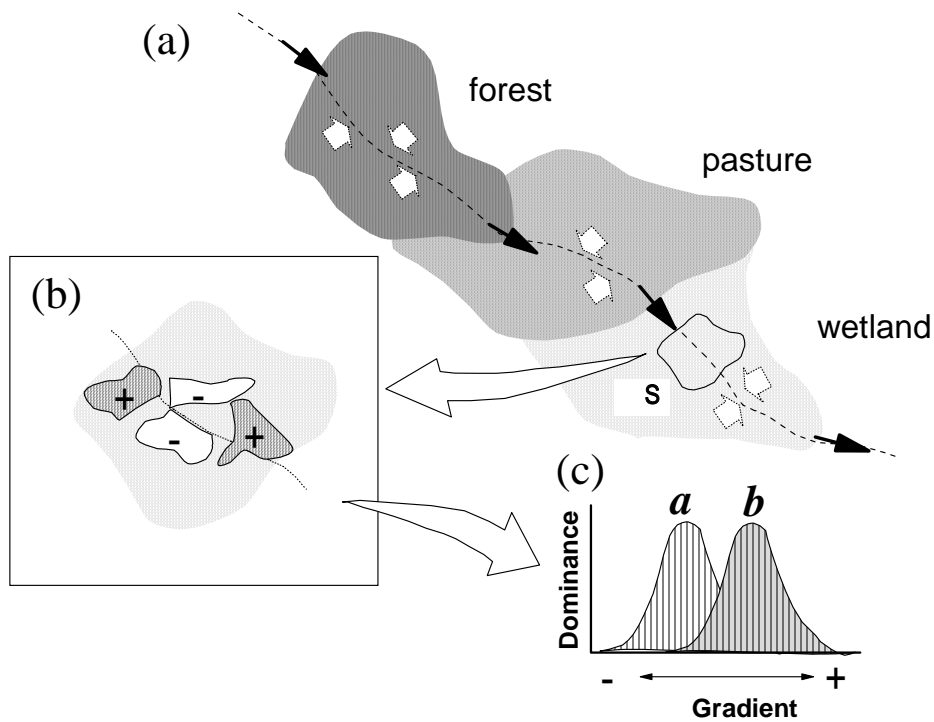 (a)
forest
pasture
wetland
S
(b)
+
-
-
+
(c)
a b
Dominance
- +
Gradient